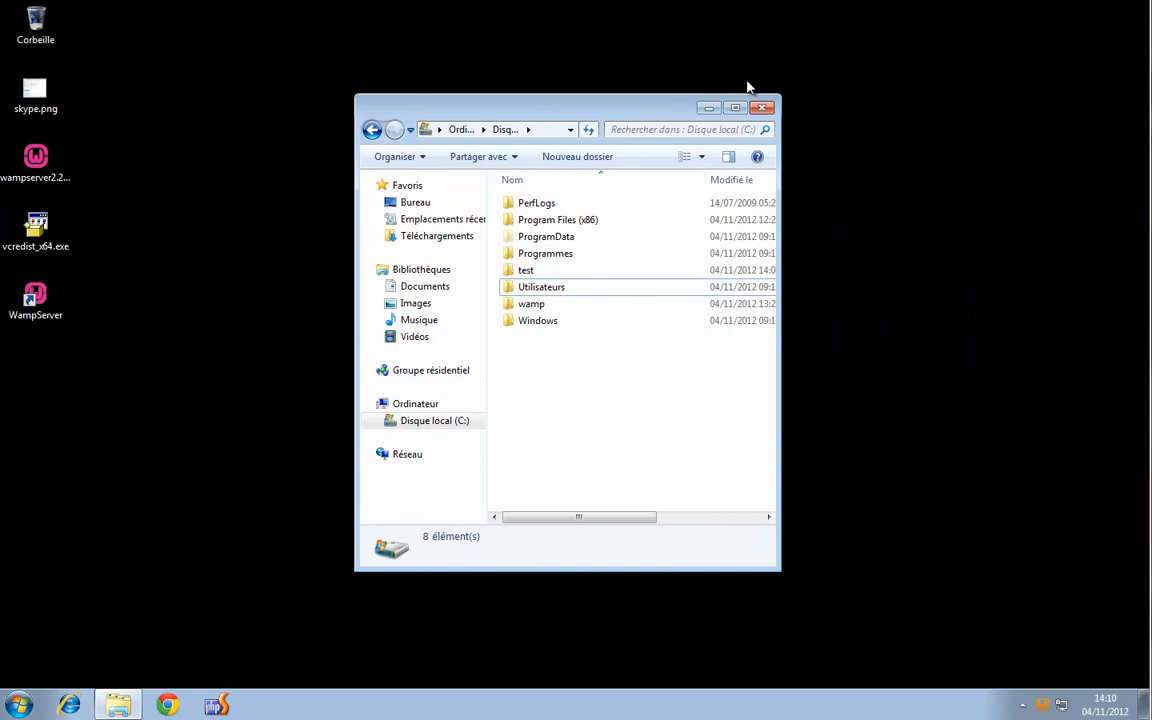 Corbeille
skype.png
wampserver2.2...
vcredist_x64.exe
WampServer
Ordi...
Disq...
Rechercher dans : Disque local (C:)
Organiser
Partager avec
Nouveau dossier
Favoris
Bureau
Emplacements récer
Téléchargements
Bibliothèques
Documents
Images
Musique
Vidéos
Groupe résidentiel
Ordinateur
Disque local (C:)
Réseau
Nom Modifié le
PerfLogs 14/07/2009 05:2
Program Files (x86) 04/11/2012 12:2
ProgramData 04/11/2012 09:1
Programmes 04/11/2012 09:1
test 04/11/2012 14:0
Utilisateurs 04/11/2012 09:1
wamp 04/11/2012 13:2
Windows 04/11/2012 09:1
8 élément(s)
php
14:10
04/11/2012